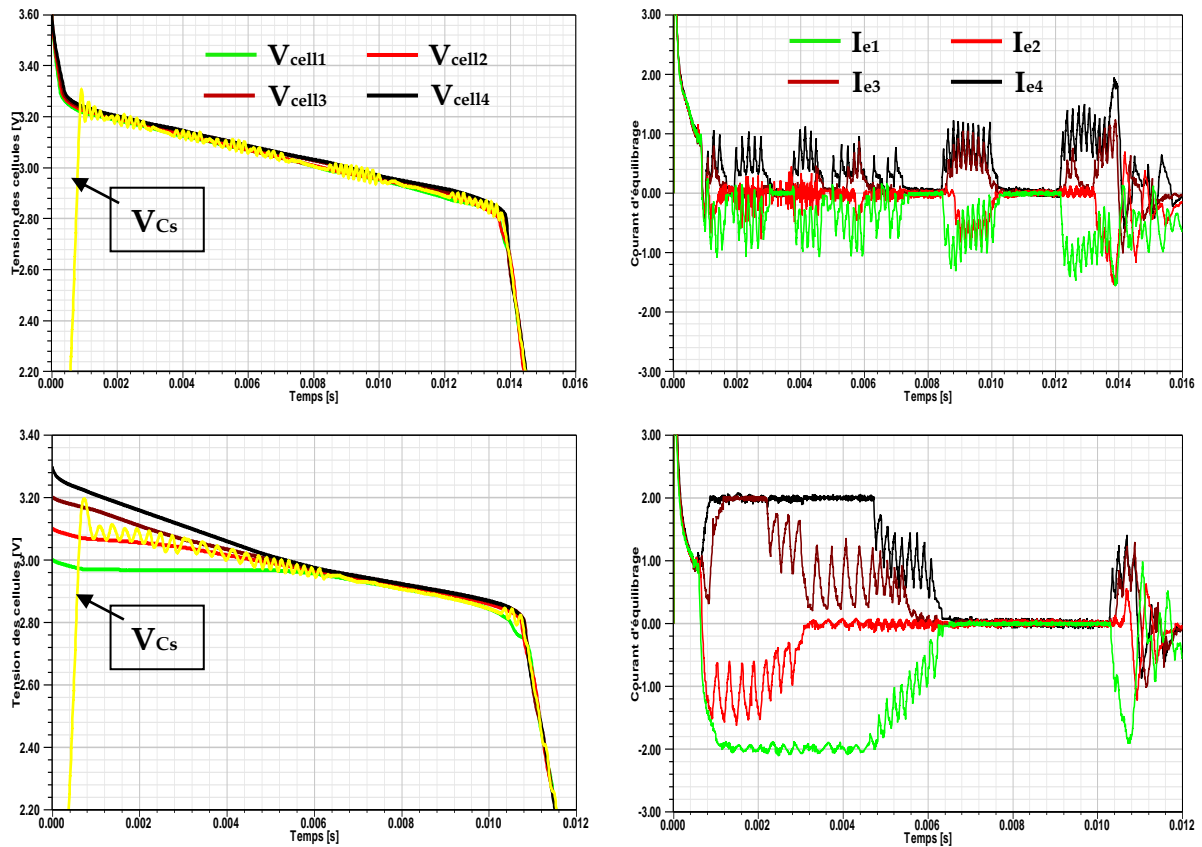 Tension des cellules [V]
3.60
3.40
3.20
3.00
2.80
2.60
2.40
2.20
Vcell1
Vcell2
Vcell3
Vcell4
VCs
0.000 0.002 0.004 0.006 0.008 0.010 0.012 0.014 0.016
Temps [s]
Courant d'équilibrage
3.00
2.00
1.00
0.00
-1.00
-2.00
-3.00
Ie1
Ie2
Ie3
Ie4
0.000 0.002 0.004 0.006 0.008 0.010 0.012 0.014 0.016
Temps [s]
Tension des cellules [V]
3.40
3.20
3.00
2.80
2.60
2.40
2.20
VCs
0.000 0.002 0.004 0.006 0.008 0.010 0.012
Temps [s]
Courant d'équilibrage
3.00
2.00
1.00
0.00
-1.00
-2.00
-3.00
0.000 0.002 0.004 0.006 0.008 0.010 0.012
Temps [s]